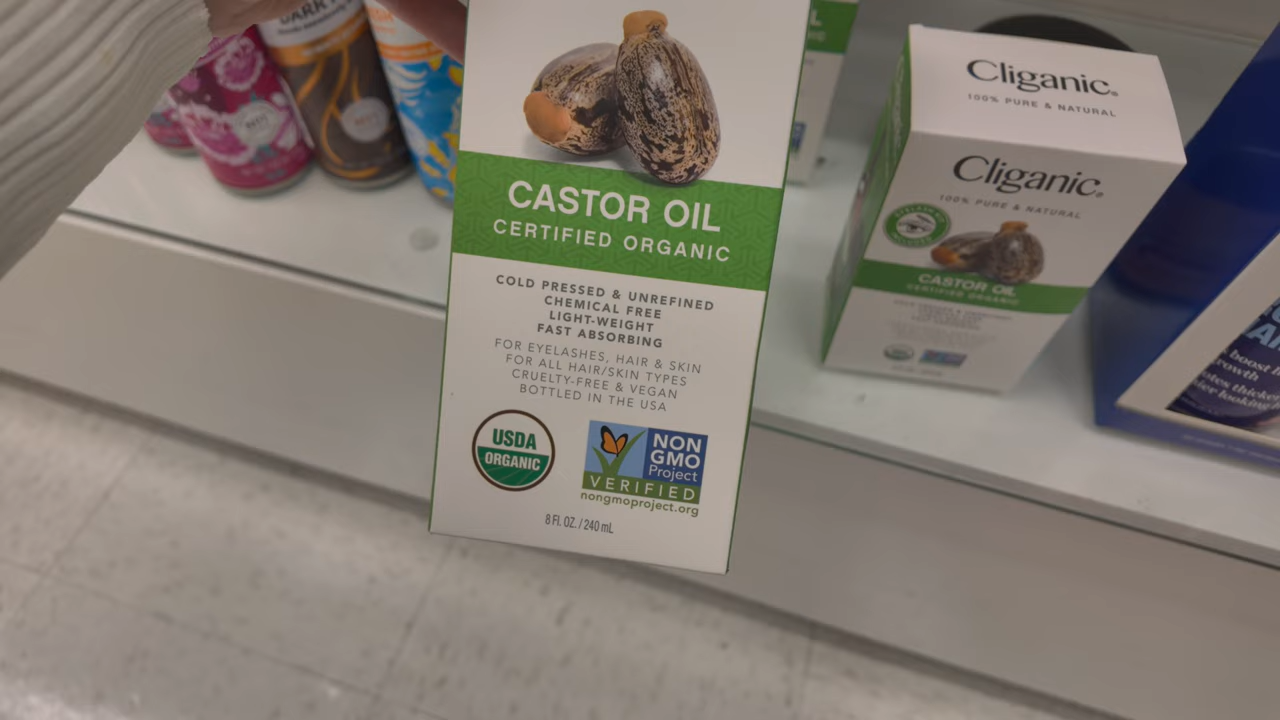 DARK
CASTOR OIL
CERTIFIED ORGANIC
COLD PRESSED & UNREFINED
CHEMICAL FREE
LIGHT-WEIGHT
FAST ABSORBING
FOR EYELASHES, HAIR & SKIN
FOR ALL HAIR/SKIN TYPES
CRUELTY-FREE & VEGAN
BOTTLED IN THE USA
USDA
ORGANIC
NON
GMO
Project
VERIFIED
nongmoproject.org
8 FL. OZ. / 240 mL
L
Cliganic®
100% PURE & NATURAL
Cliganic®
100% PURE & NATURAL
CASTOR OIL
CERTIFIED ORGANIC
boost